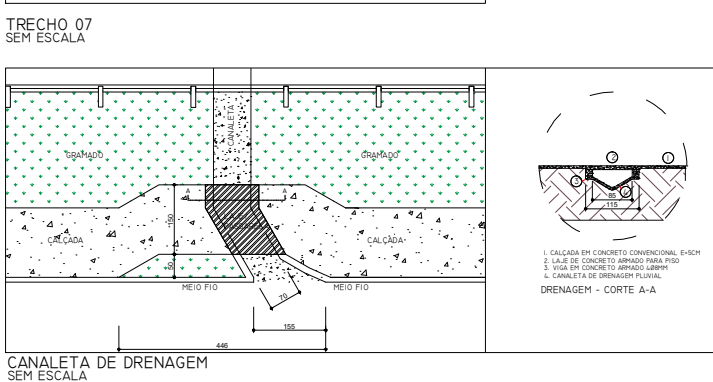 TRECHO 07
SEM ESCALA
CANALETA
GRAMADO
GRAMADO
A
A
150
50
CALÇADA
CALÇADA
MEIO FIO
MEIO FIO
70
155
446
CANALETA DE DRENAGEM
SEM ESCALA
2
1
3
4
85
115
1. CALÇADA EM CONCRETO CONVENCIONAL E=5CM
2. LAJE DE CONCRETO ARMADO PARA PISO
3. VIGA EM CONCRETO ARMADO 4Ø8MM
4. CANALETA DE DRENAGEM PLUVIAL
DRENAGEM - CORTE A-A